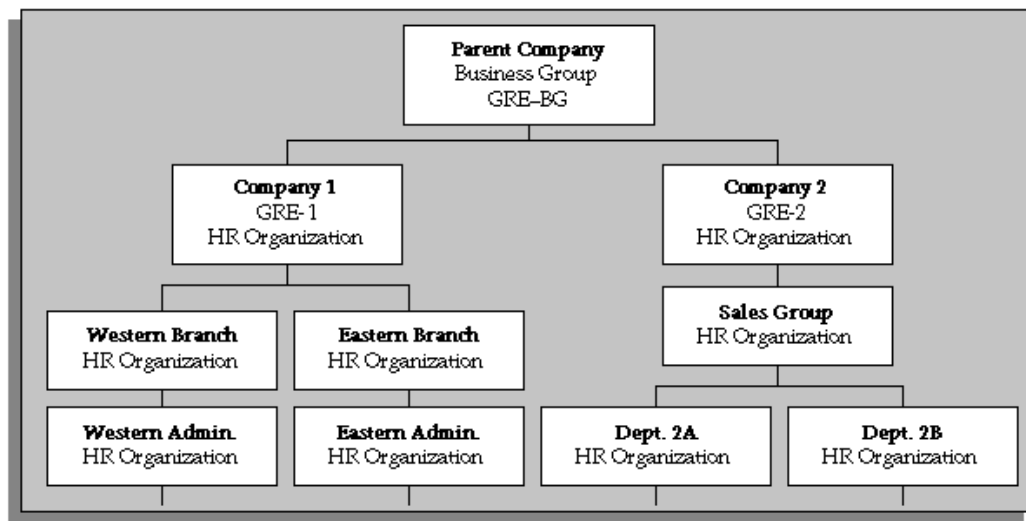 Parent Company
Business Group
GRE–BG
Company 1
GRE-1
HR Organization
Company 2
GRE-2
HR Organization
Western Branch
HR Organization
Eastern Branch
HR Organization
Sales Group
HR Organization
Western Admin.
HR Organization
Eastern Admin.
HR Organization
Dept. 2A
HR Organization
Dept. 2B
HR Organization